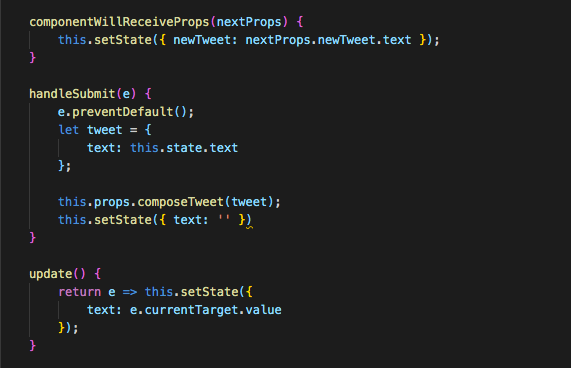 componentWillReceiveProps(nextProps) {
    this.setState({ newTweet: nextProps.newTweet.text });
}

handleSubmit(e) {
    e.preventDefault();
    let tweet = {
        text: this.state.text
    };

    this.props.composeTweet(tweet);
    this.setState({ text: '' })
}

update() {
    return e => this.setState({
        text: e.currentTarget.value
    });
}